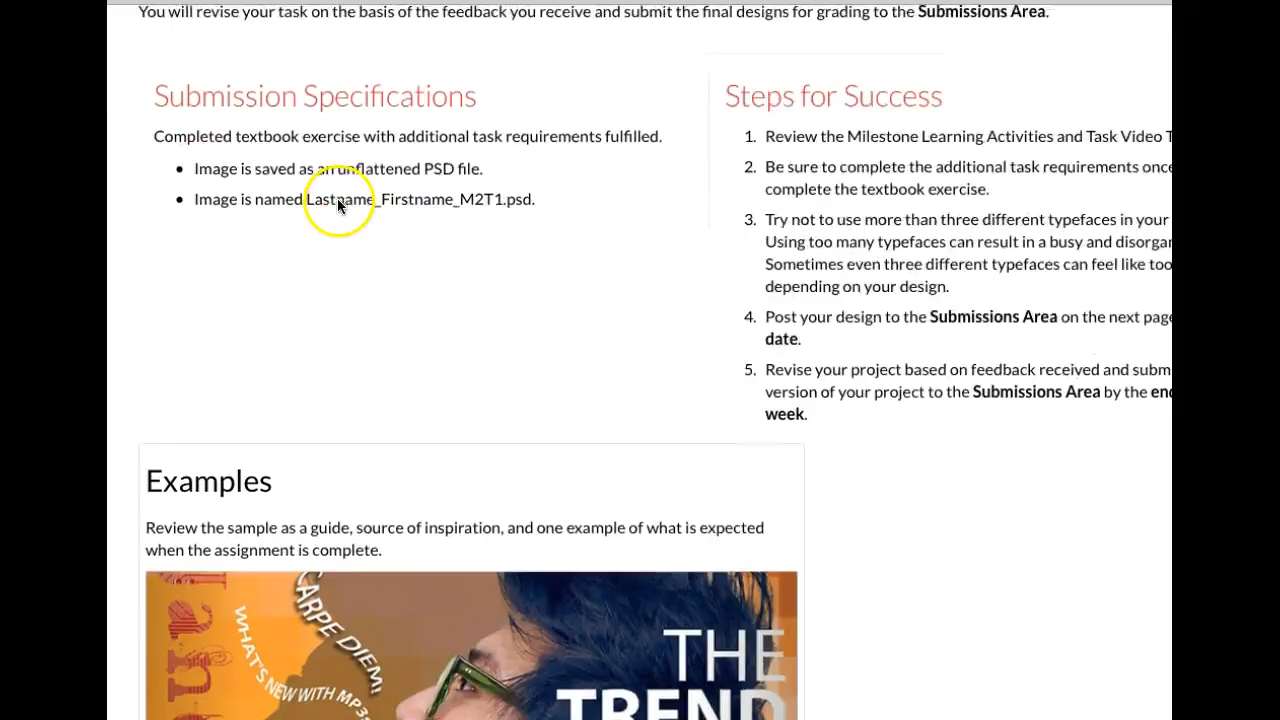 You will revise your task on the basis of the feedback you receive and submit the final designs for grading to the Submissions Area.
Submission Specifications
Completed textbook exercise with additional task requirements fulfilled.
• Image is saved as an unflattened PSD file.
• Image is named Lastname_Firstname_M2T1.psd.
Steps for Success
1. Review the Milestone Learning Activities and Task Video T
2. Be sure to complete the additional task requirements once
complete the textbook exercise.
3. Try not to use more than three different typefaces in your
Using too many typefaces can result in a busy and disorgan
Sometimes even three different typefaces can feel like too
depending on your design.
4. Post your design to the Submissions Area on the next page
date.
5. Revise your project based on feedback received and subm
version of your project to the Submissions Area by the end
week.
Examples
Review the sample as a guide, source of inspiration, and one example of what is expected
when the assignment is complete.
CARPE DIEM!
WHAT'S NEW WITH MP3s
THE
TREND